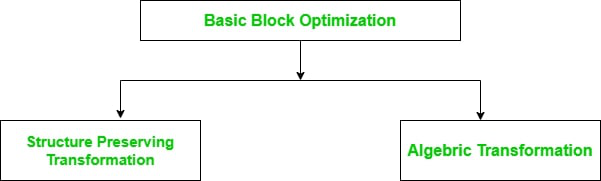 Basic Block Optimization
Structure Preserving
Transformation
Algebric Transformation